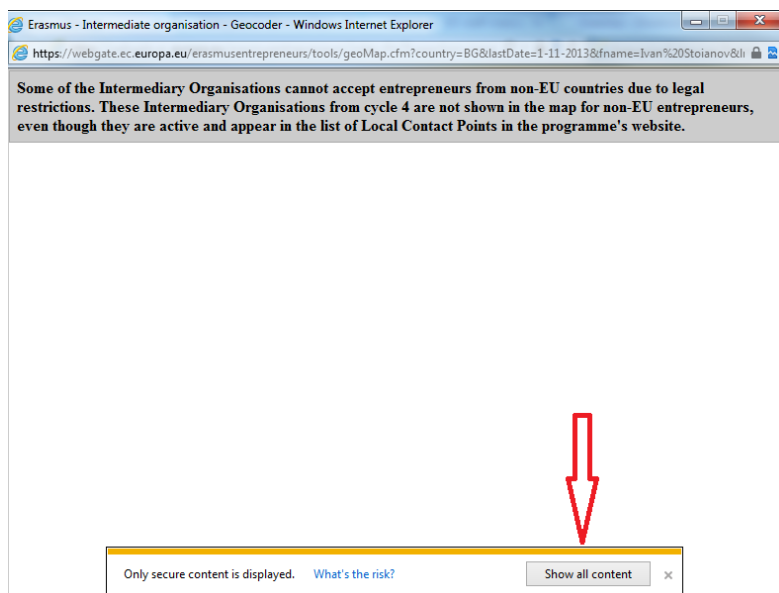 Erasmus - Intermediate organisation - Geocoder - Windows Internet Explorer
https://webgate.ec.europa.eu/erasmusentrepreneurs/tools/geoMap.cfm?country=BG&lastDate=1-11-2013&fname=Ivan%20Stoianov&l
Some of the Intermediary Organisations cannot accept entrepreneurs from non-EU countries due to legal
restrictions. These Intermediary Organisations from cycle 4 are not shown in the map for non-EU entrepreneurs,
even though they are active and appear in the list of Local Contact Points in the programme's website.
Only secure content is displayed. What's the risk? Show all content